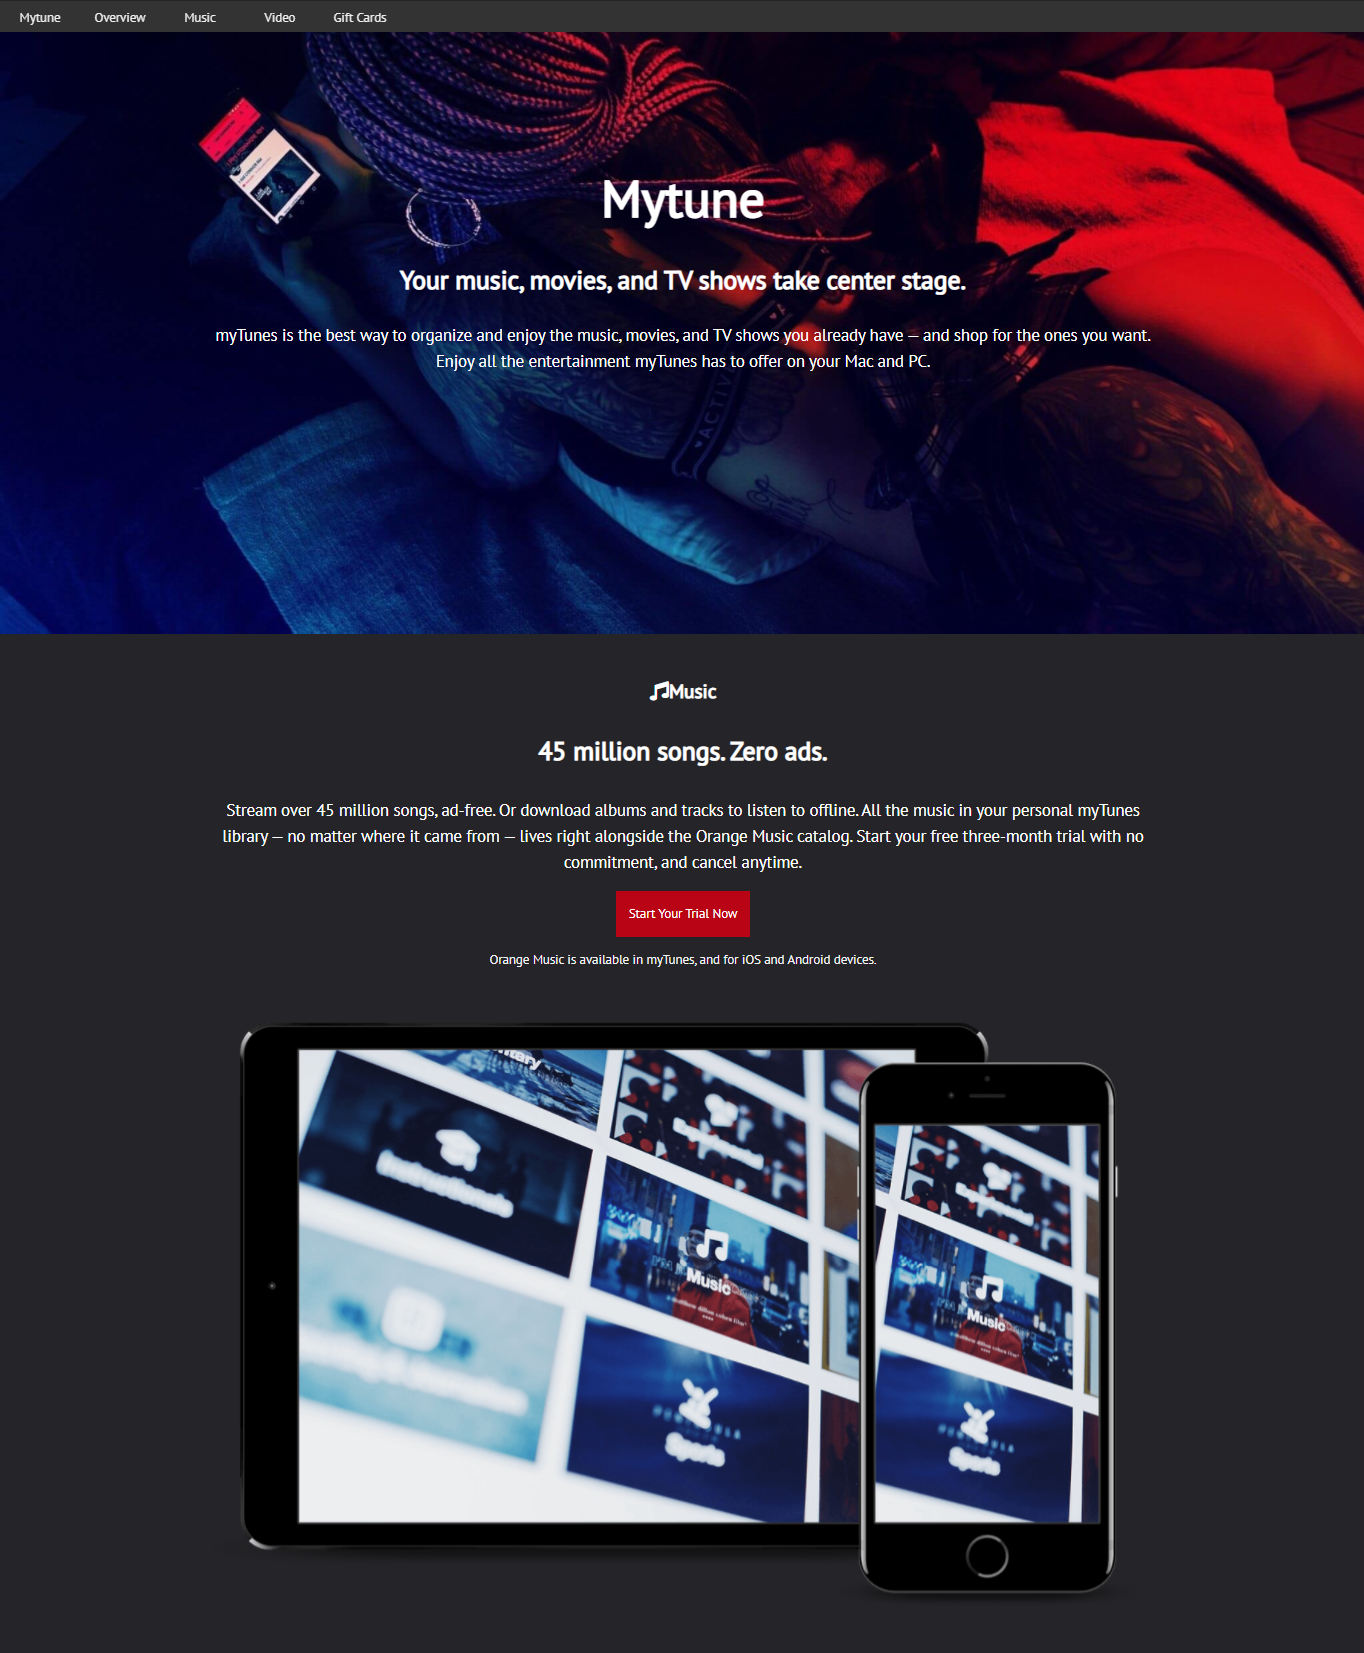 Mytune Overview Music Video Gift Cards
Mytune
Your music, movies, and TV shows take center stage.
myTunes is the best way to organize and enjoy the music, movies, and TV shows you already have — and shop for the ones you want.
Enjoy all the entertainment myTunes has to offer on your Mac and PC.
ACTIV
Music
45 million songs. Zero ads.
Stream over 45 million songs, ad-free. Or download albums and tracks to listen to offline. All the music in your personal myTunes
library — no matter where it came from — lives right alongside the Orange Music catalog. Start your free three-month trial with no
commitment, and cancel anytime.
Start Your Trial Now
Orange Music is available in myTunes, and for iOS and Android devices.
Music
Sports
Music
Sports